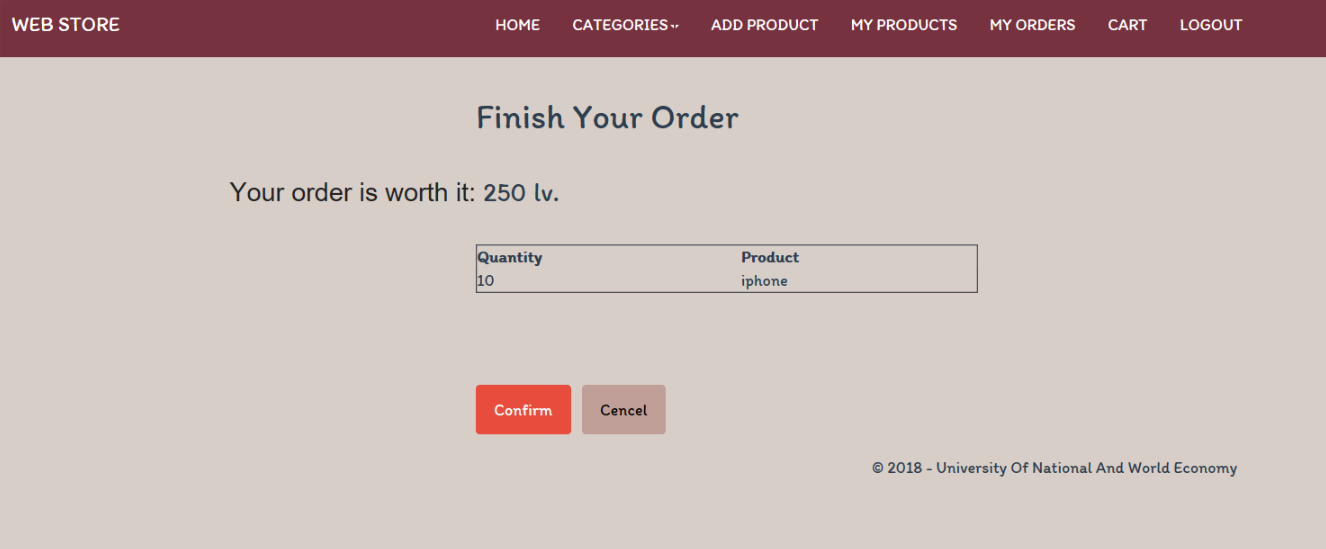 WEB STORE HOME CATEGORIES ADD PRODUCT MY PRODUCTS MY ORDERS CART LOGOUT
Finish Your Order
Your order is worth it: 250 lv.
Quantity Product
10 iphone
Confirm Cencel
© 2018 - University Of National And World Economy